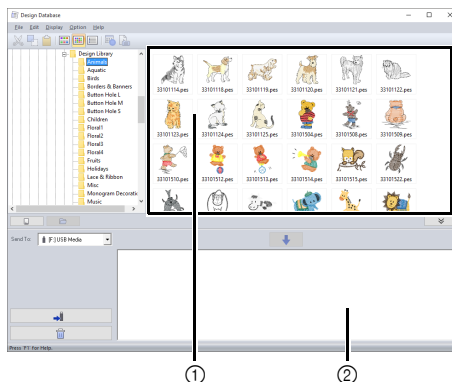 Design Database
File Edit Display Option Help
Design Library
Animals
Aquatic
Birds
Borders & Banners
Button Hole L
Button Hole M
Button Hole S
Children
Floral1
Floral2
Floral3
Floral4
Fruits
Holidays
Lace & Ribbon
Misc
Monogram Decoratic
Music
33101114.pes 33101118.pes 33101119.pes 33101120.pes 33101121.pes 33101122.pes
33101123.pes 33101124.pes 33101125.pes 33101504.pes 33101508.pes 33101509.pes
33101510.pes 33101512.pes 33101513.pes 33101514.pes 33101515.pes 33101522.pes
Send To: [F:]USB Media
Press 'F1' for Help.
① ②